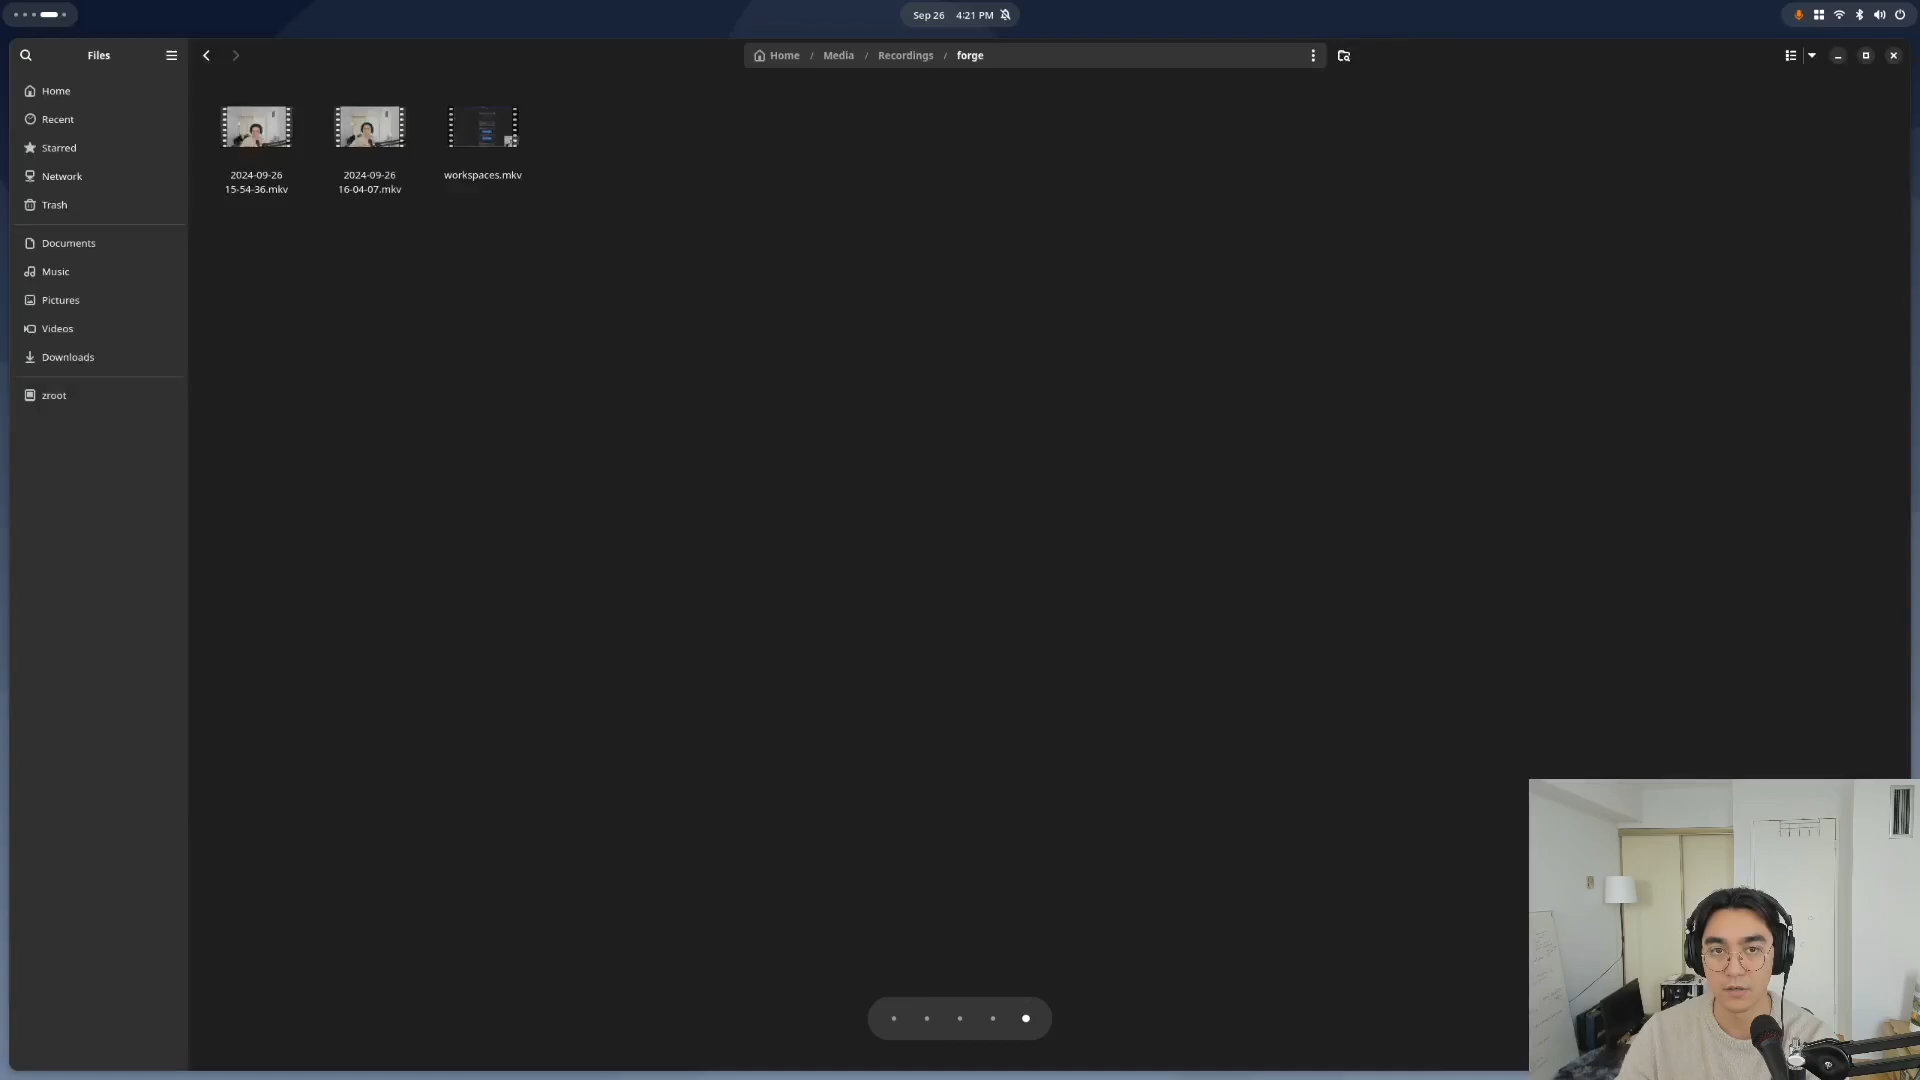 Sep 26 4:21 PM
Files
Home / Media / Recordings / forge
Home
Recent
Starred
Network
Trash
Documents
Music
Pictures
Videos
Downloads
zroot
2024-09-26
15-54-36.mkv
2024-09-26
16-04-07.mkv
workspaces.mkv